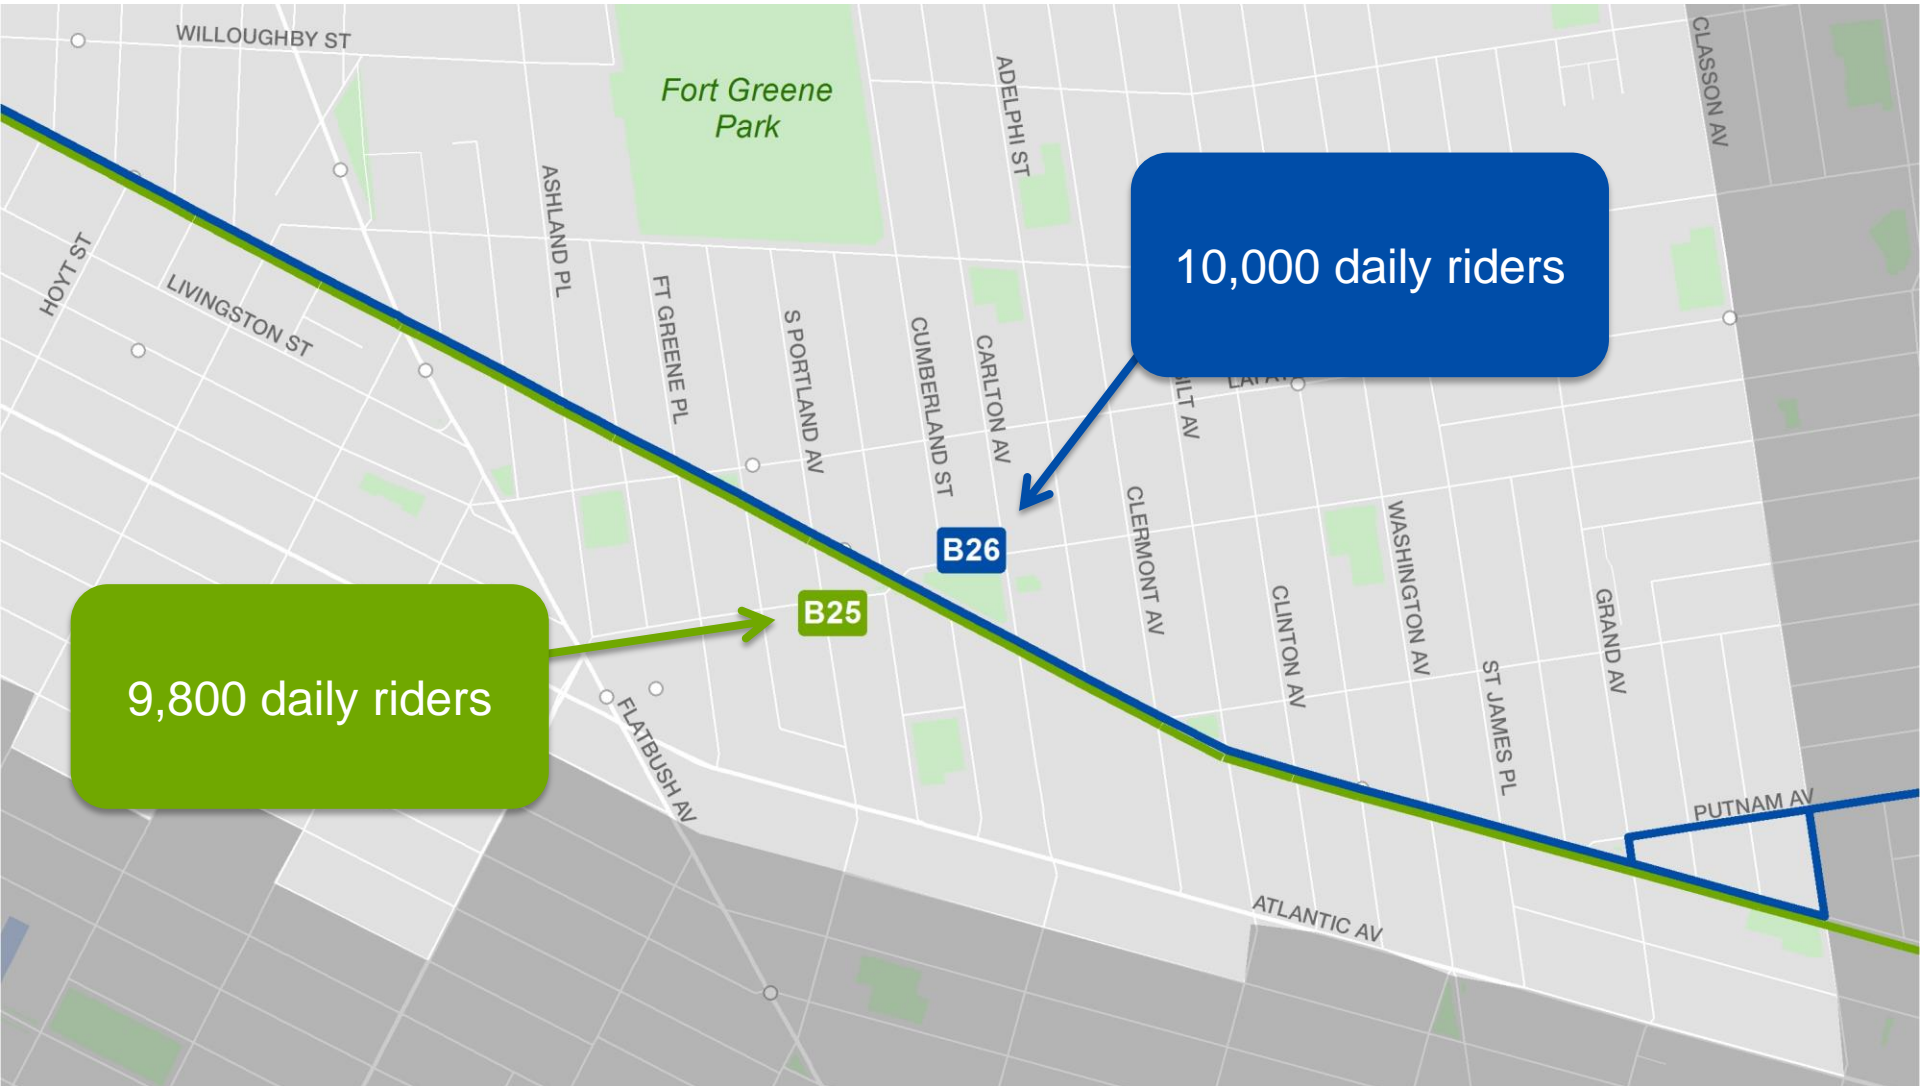 WILLOUGHBY ST
Fort Greene
Park
ADELPHI ST
CLASSON AV
ASHLAND PL
10,000 daily riders
HOYT ST
LIVINGSTON ST
FT GREENE PL
S PORTLAND AV
CUMBERLAND ST
CARLTON AV
CLERMONT AV
WASHINGTON AV
B26
B25
9,800 daily riders
CLINTON AV
GRAND AV
ST JAMES PL
FLATBUSH AV
PUTNAM AV
ATLANTIC AV